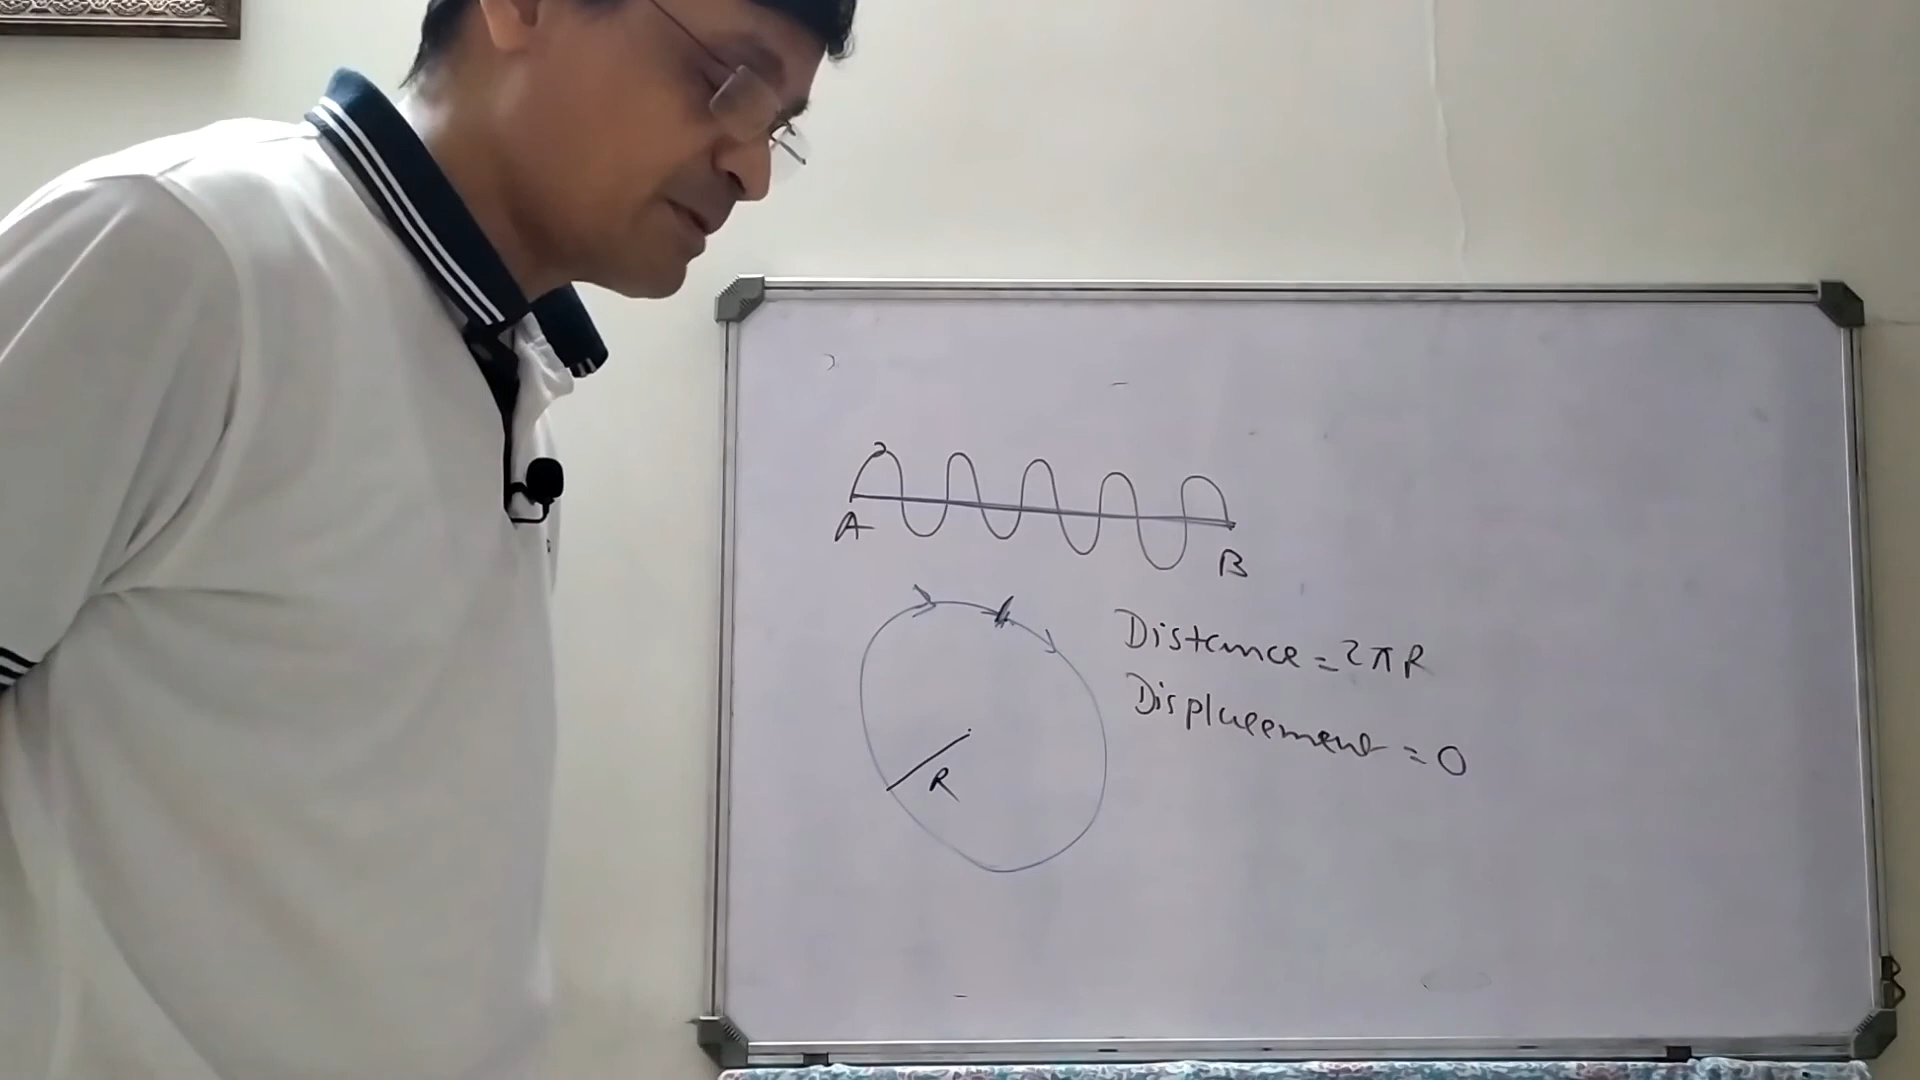 A
B
Distance = 2πR
Displacement = 0
R